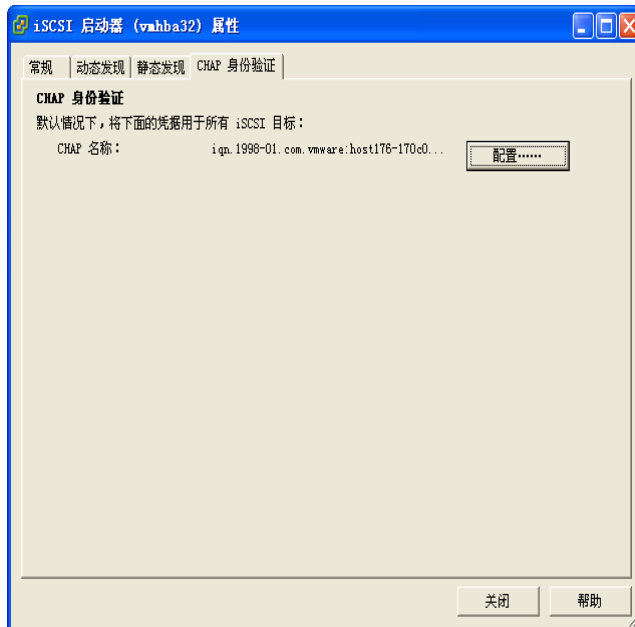 iSCSI 启动器 (vmhba32) 属性
常规 动态发现 静态发现 CHAP 身份验证
CHAP 身份验证
默认情况下，将下面的凭据用于所有 iSCSI 目标：
CHAP 名称： iqn.1998-01.com.vmware:host176-170c0... 配置……
关闭 帮助